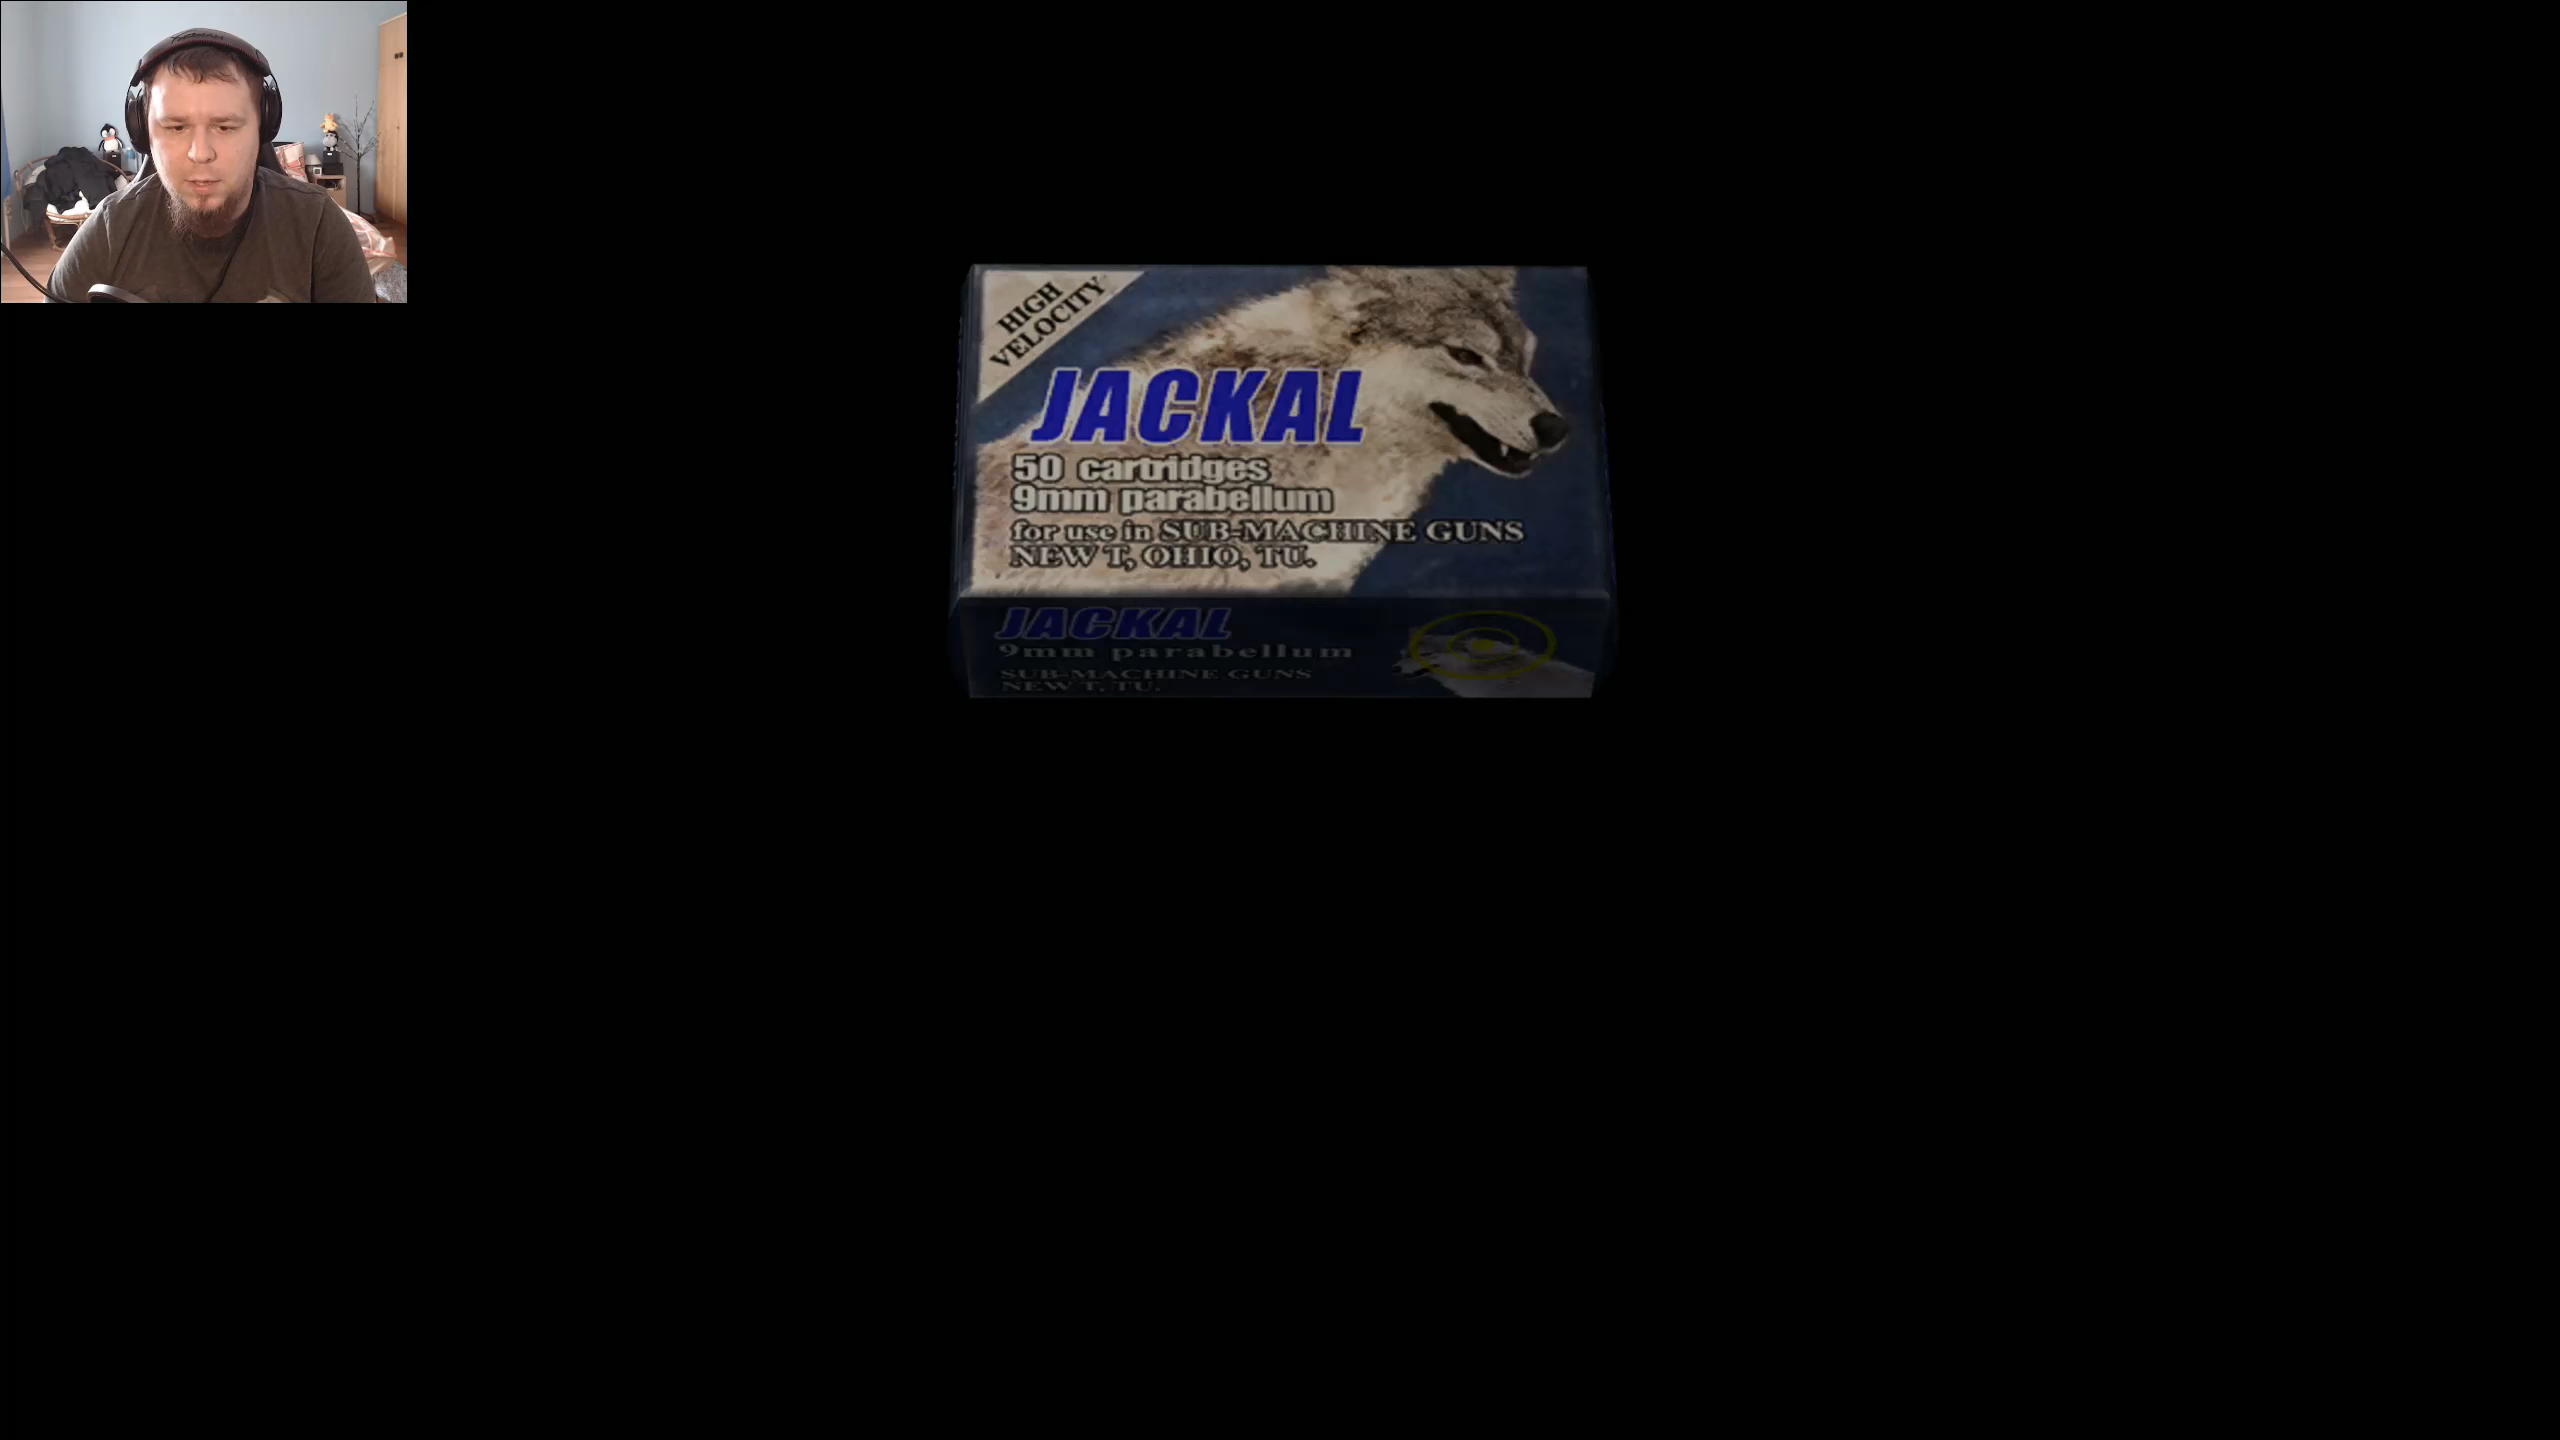 HIGH
VELOCITY
JACKAL
50 cartridges
9mm parabellum
for use in SUB-MACHINE GUNS
NEW T, OHIO, TU.
JACKAL
9mm parabellum
SUB-MACHINE GUNS
NEW T, TU.